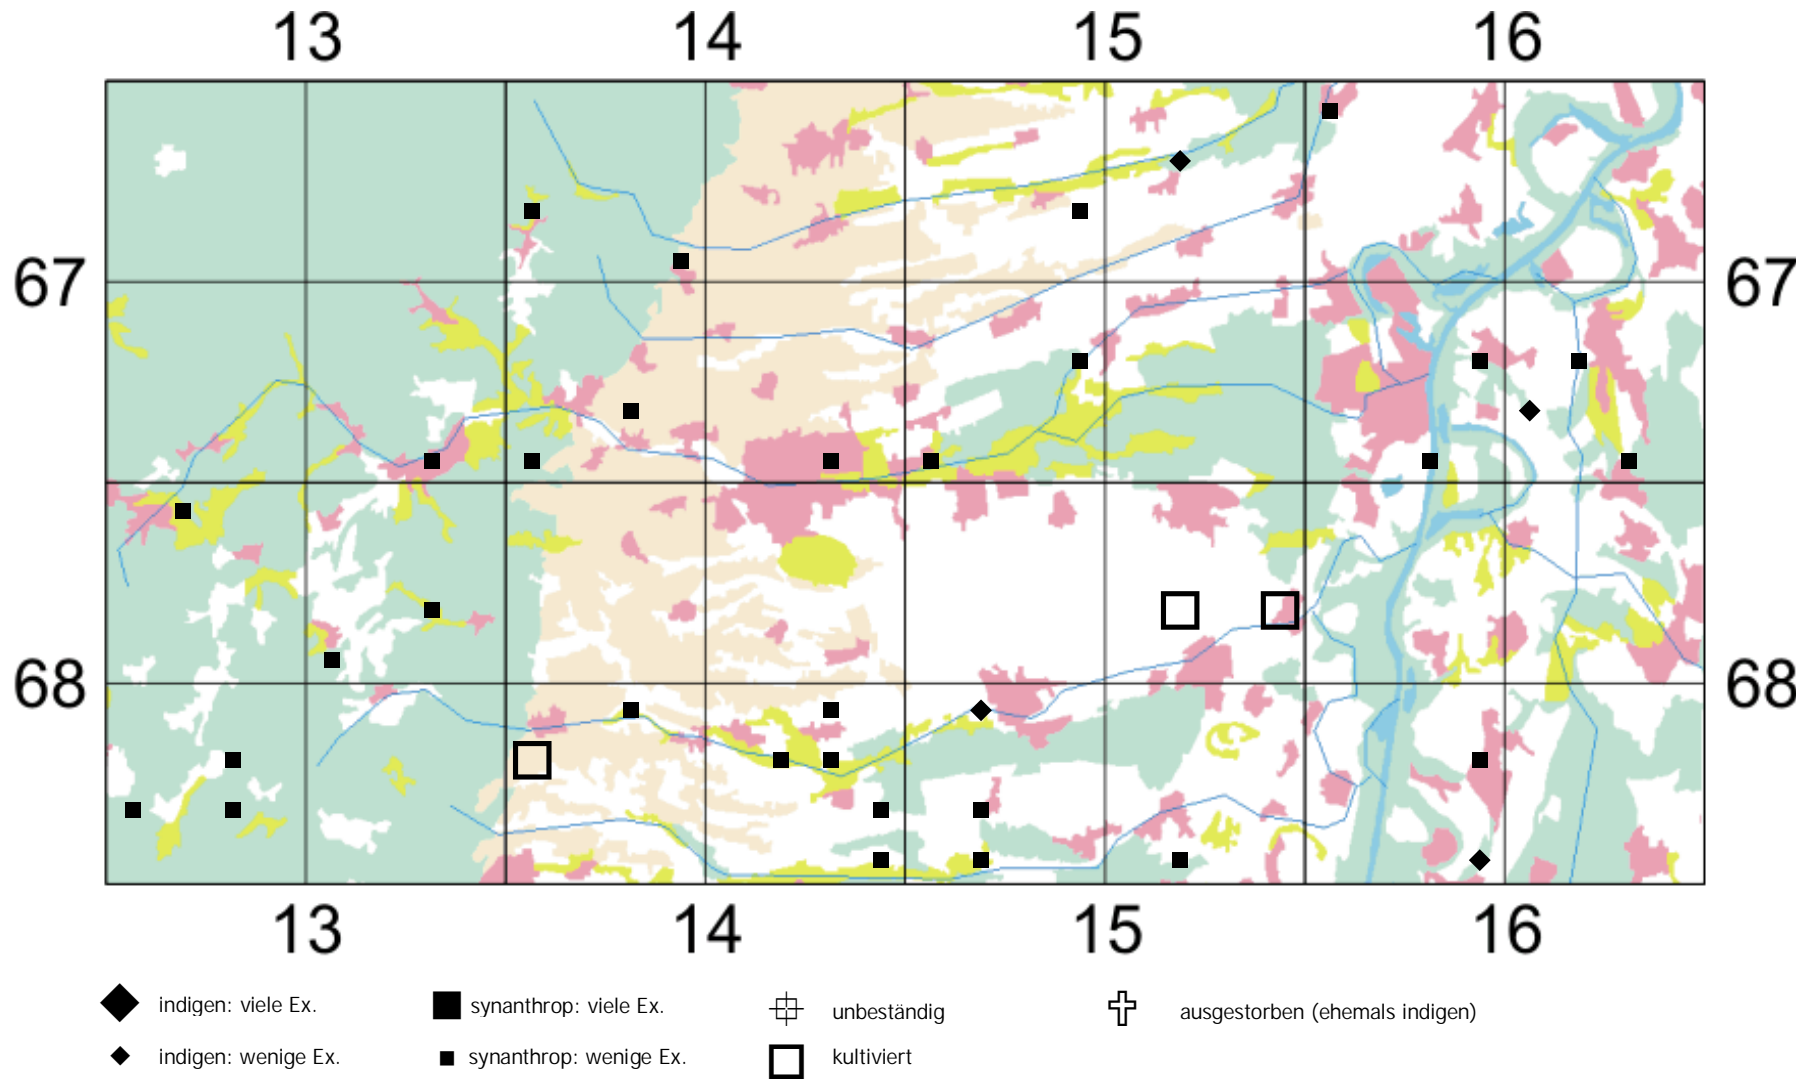 13 14 15 16
67 67
68 68
13 14 15 16
indigen: viele Ex. synanthrop: viele Ex. unbeständig ausgestorben (ehemals indigen)
indigen: wenige Ex. synanthrop: wenige Ex. kultiviert